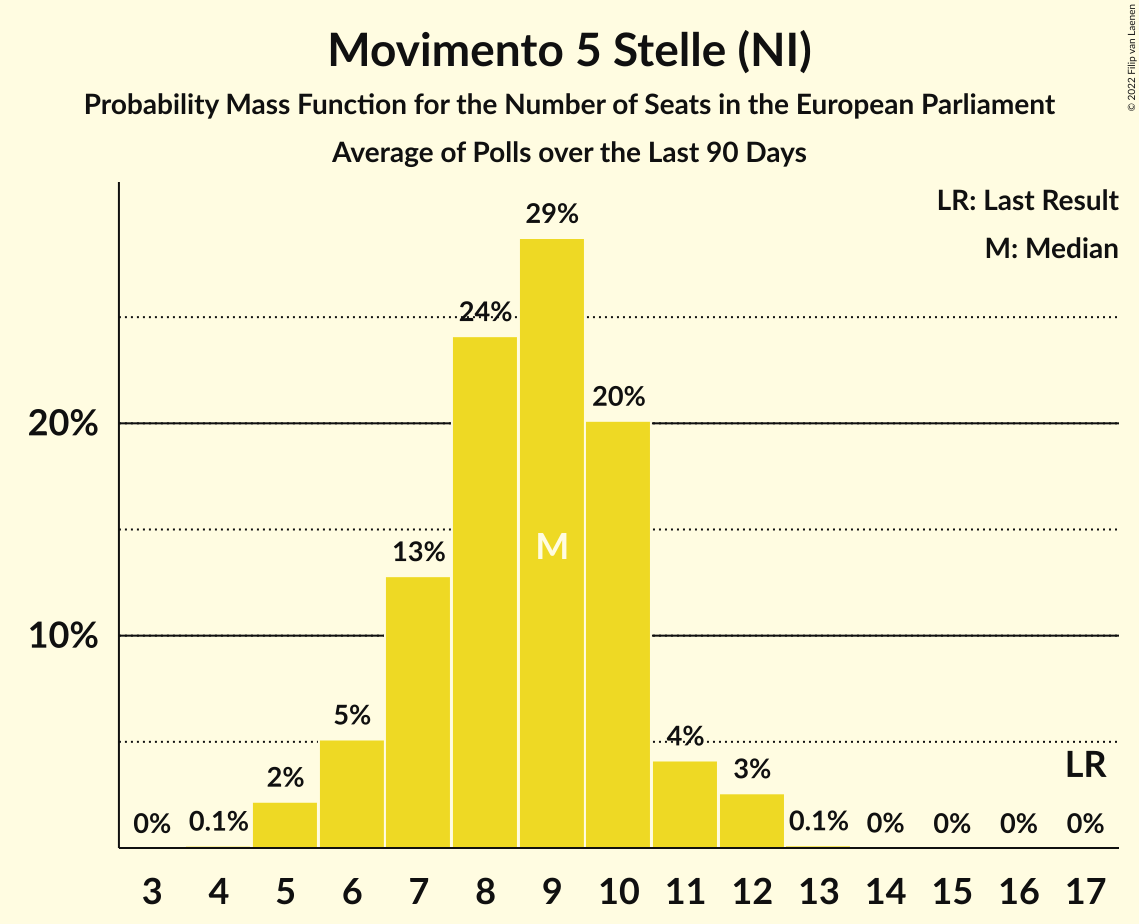 Movimento 5 Stelle (NI)
Probability Mass Function for the Number of Seats in the European Parliament
Average of Polls over the Last 90 Days
© 2022 Filip van Laenen
LR: Last Result
M: Median
29%
24%
20%
20%
M
13%
10%
5%
4%
LR
2%
3%
0%
0.1%
0.1%
0%
0%
0%
0%
3 4 5 6 7 8 9 10 11 12 13 14 15 16 17